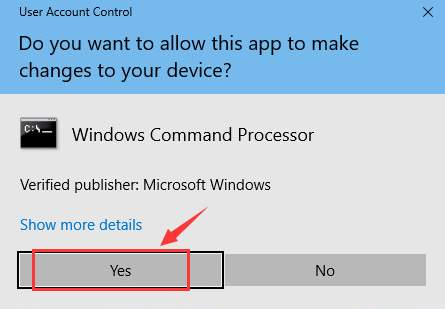 User Account Control
Do you want to allow this app to make
changes to your device?
C:\_
Windows Command Processor
Verified publisher: Microsoft Windows
Show more details
Yes
No